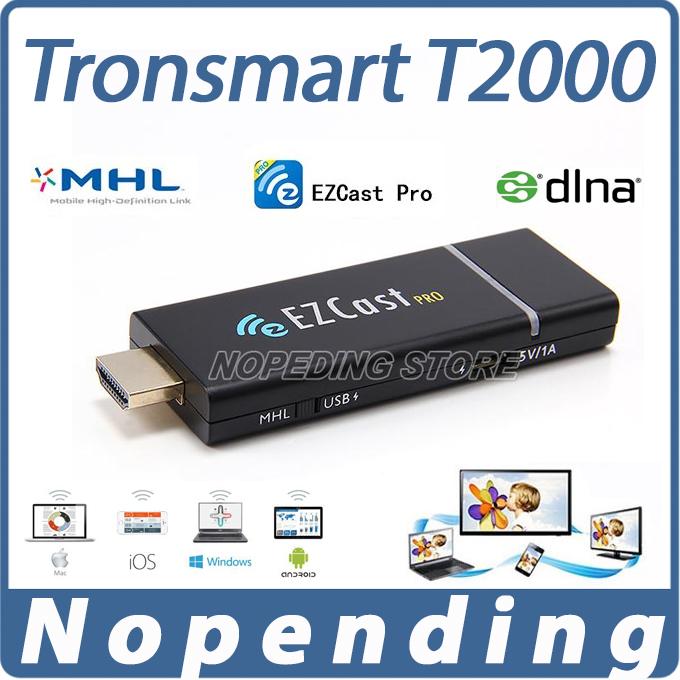 Tronsmart T2000
MHL
Mobile High-Definition Link
PRO
EZCast Pro
dlna
EZCast PRO
NOPEDING STORE
5V/1A
MHL USB
Mac
iOS
Windows
ANDROID
Nopending